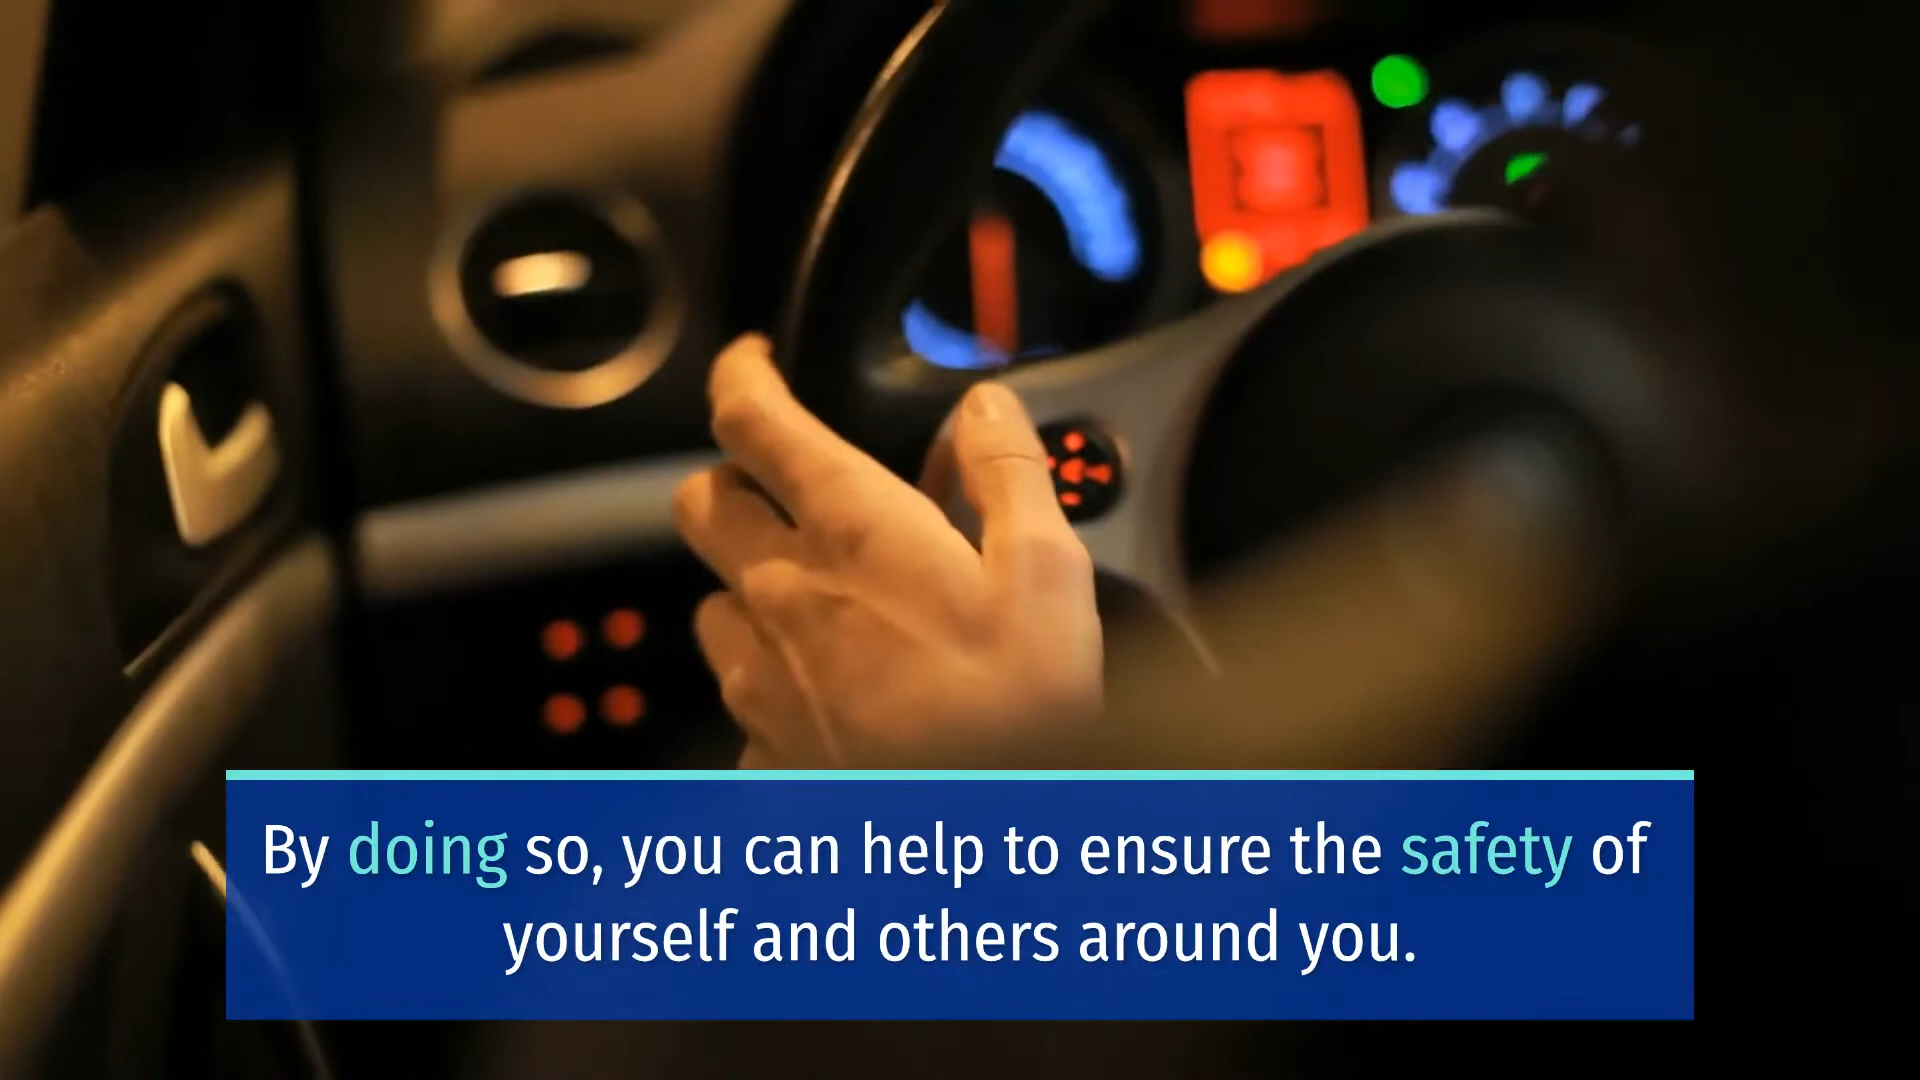 By doing so, you can help to ensure the safety of
yourself and others around you.